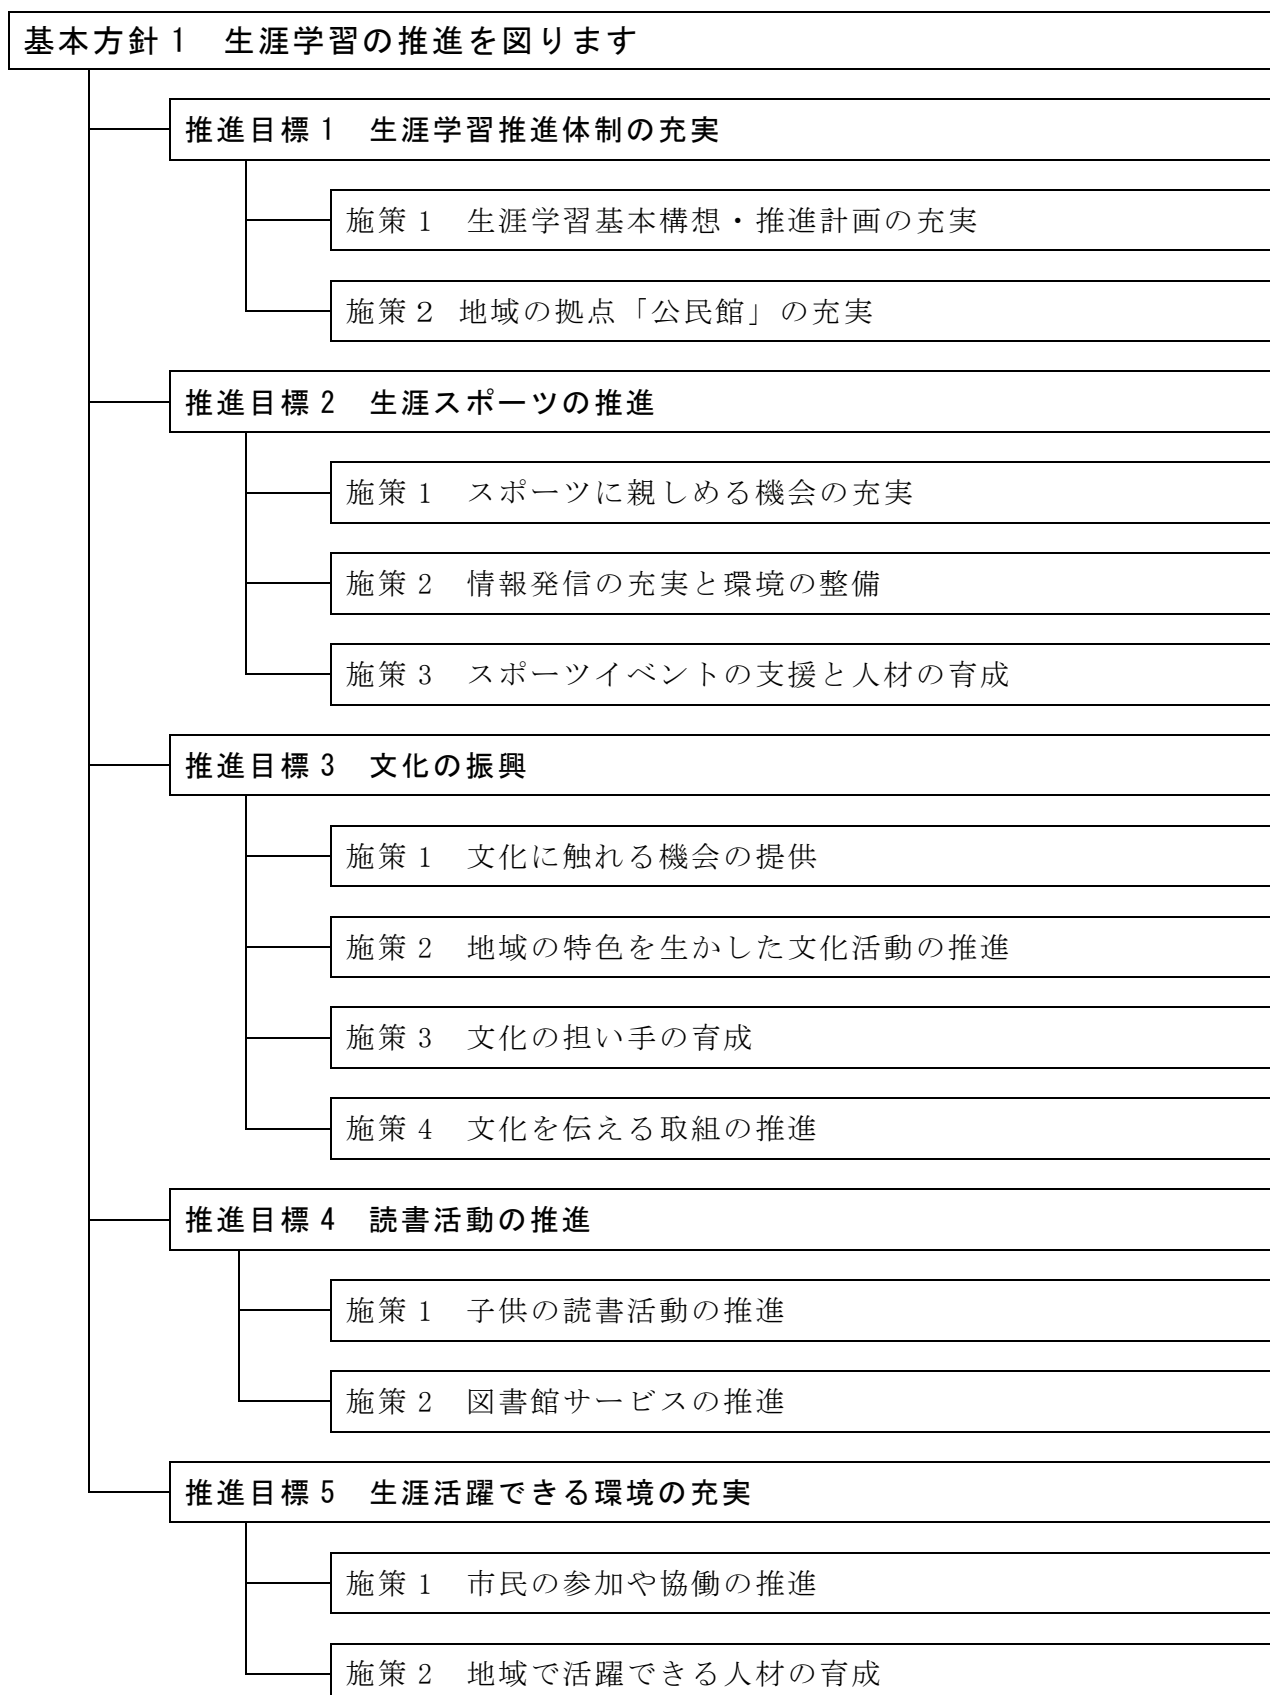 基本方針1　生涯学習の推進を図ります
推進目標1　生涯学習推進体制の充実
施策1　生涯学習基本構想・推進計画の充実
施策2 地域の拠点「公民館」の充実
推進目標2　生涯スポーツの推進
施策1　スポーツに親しめる機会の充実
施策2　情報発信の充実と環境の整備
施策3　スポーツイベントの支援と人材の育成
推進目標3　文化の振興
施策1　文化に触れる機会の提供
施策2　地域の特色を生かした文化活動の推進
施策3　文化の担い手の育成
施策4　文化を伝える取組の推進
推進目標4　読書活動の推進
施策1　子供の読書活動の推進
施策2　図書館サービスの推進
推進目標5　生涯活躍できる環境の充実
施策1　市民の参加や協働の推進
施策2　地域で活躍できる人材の育成